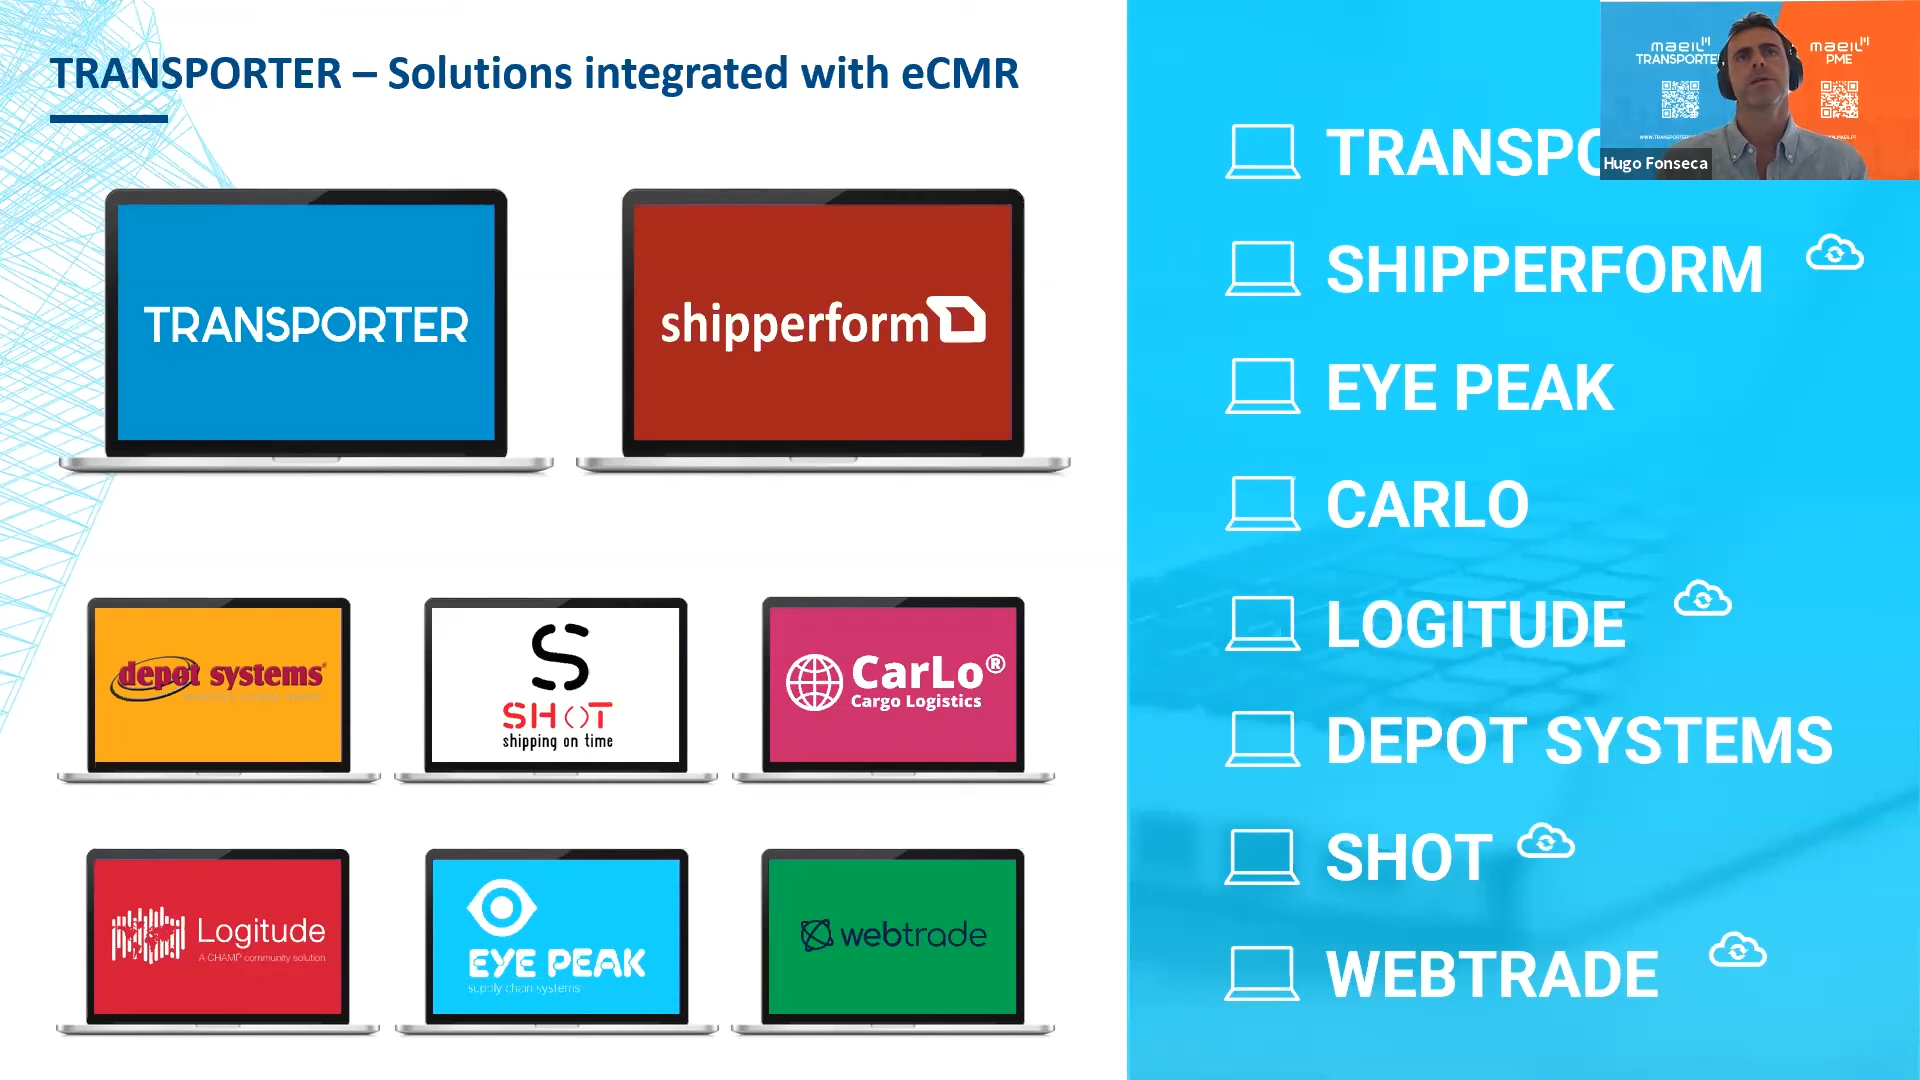 TRANSPORTER – Solutions integrated with eCMR
TRANSPORTER
shipperform
depot systems
S
SHOT
shipping on time
CarLo®
Cargo Logistics
Logitude
A CHAMP community solution
EYE PEAK
supply chain systems
webtrade
maeil
TRANSPORTE
maeil
PME
Hugo Fonseca
TRANSPO
SHIPPERFORM
EYE PEAK
CARLO
LOGITUDE
DEPOT SYSTEMS
SHOT
WEBTRADE